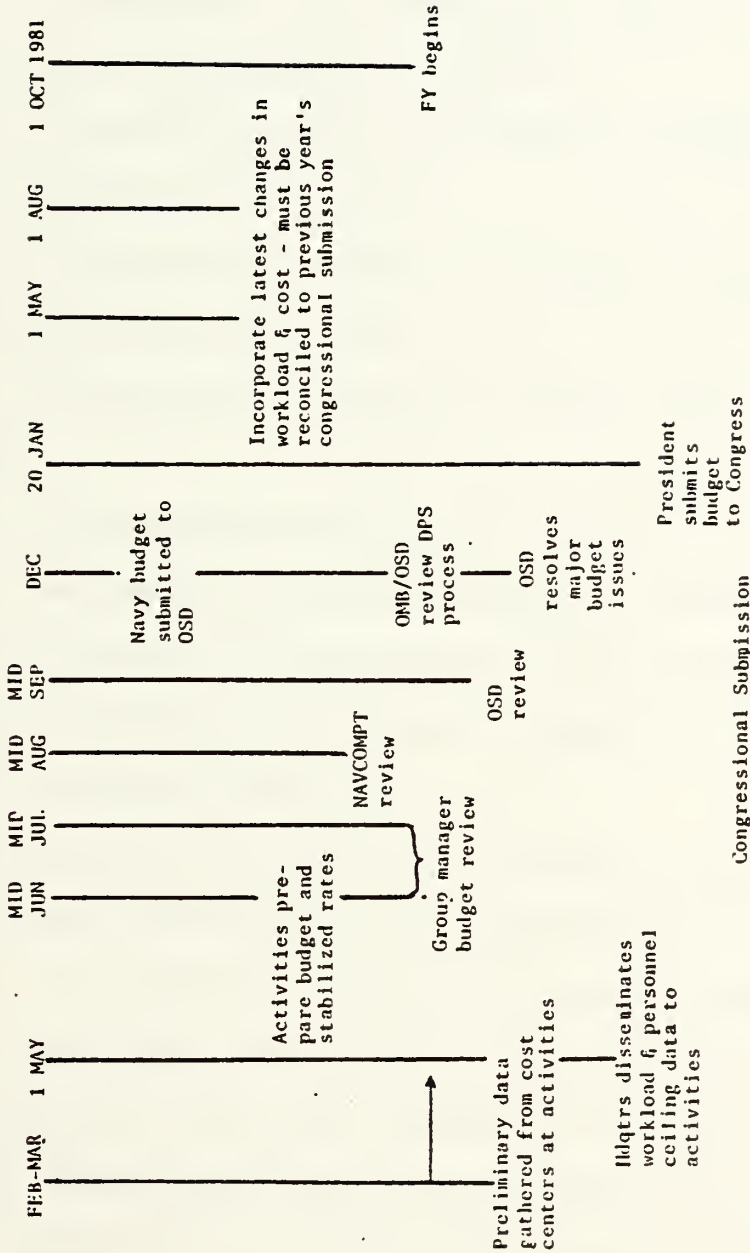 FEB-MAR
1 MAY
MID
JUN
MID
JUL
MID
AUG
MID
SEP
DEC
20 JAN
1 MAY
1 AUG
1 OCT 1981
Preliminary data
gathered from cost
centers at activities
Hdqtrs disseminates
workload & personnel
ceiling data to
activities
Activities pre-
pare budget and
stabilized rates
Group manager
budget review
NAVCOMPT
review
OSD
review
Navy budget
submitted to
OSD
OMB/OSD
review DPS
process
OSD
resolves
major
budget
issues
President
submits
budget
to Congress
Incorporate latest changes in
workload & cost - must be
reconciled to previous year's
congressional submission
FY begins
Congressional Submission